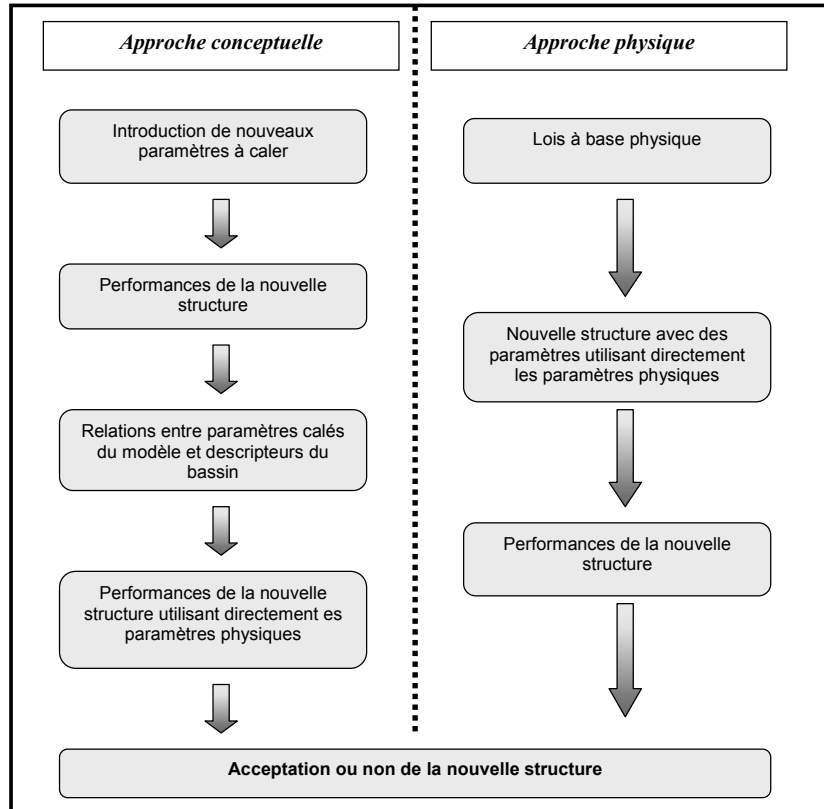 Approche conceptuelle
Introduction de nouveaux
paramètres à caler
Performances de la nouvelle
structure
Relations entre paramètres calés
du modèle et descripteurs du
bassin
Performances de la nouvelle
structure utilisant directement es
paramètres physiques
Approche physique
Lois à base physique
Nouvelle structure avec des
paramètres utilisant directement
les paramètres physiques
Performances de la nouvelle
structure
Acceptation ou non de la nouvelle structure